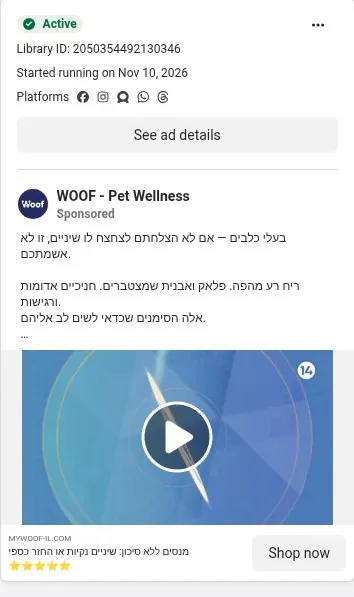 Active
Library ID: 2050354492130346
Started running on Nov 10, 2026
Platforms
See ad details
Woof
WOOF - Pet Wellness
Sponsored
בעלי כלבים — אם לא הצלחתם לצחצח לו שיניים, זו לא
אשמתכם.
ריח רע מהפה. פלאק ואבנית שמצטברים. חניכיים אדומות
ורגישות.
אלה הסימנים שכדאי לשים לב אליהם.
...
14
MYWOOF-IL.COM
מנסים ללא סיכון: שיניים נקיות או החזר כספי
⭐⭐⭐⭐⭐
Shop now